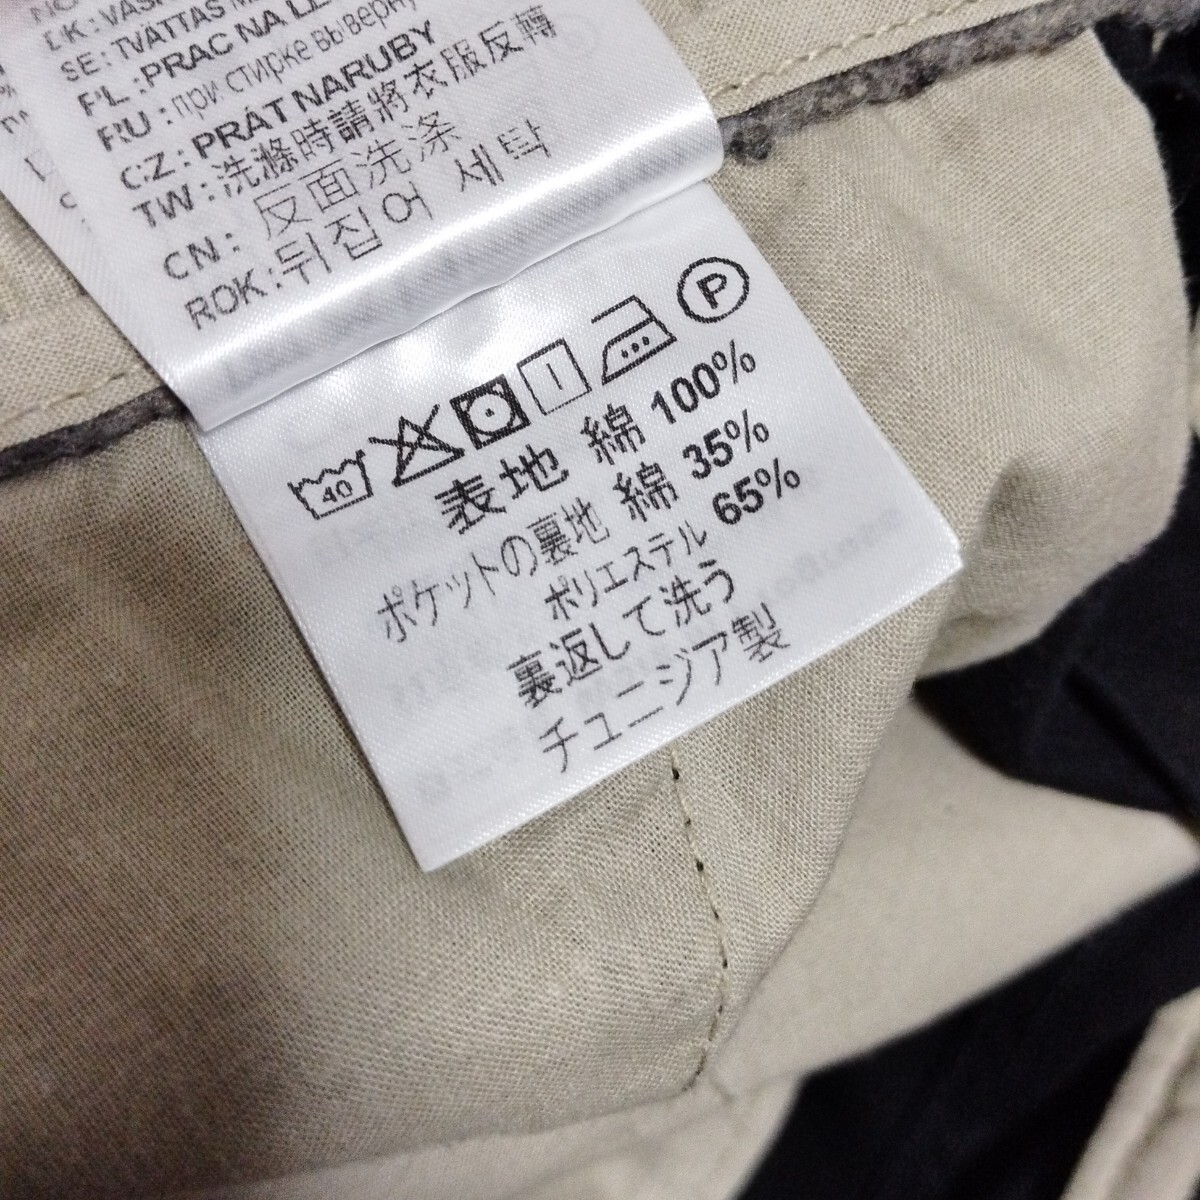 SE: TVÄTTAS
PL: PRAC NA LE
RU: при стирке вывер
CZ: PRÁT NARUBY
TW: 洗滌時請將衣服反轉
CN: 反面洗涤
ROK: 뒤집어 세탁
40 P
表地 綿 100%
ポケットの裏地 綿 35%
ポリエステル 65%
裏返して洗う
チュニジア製